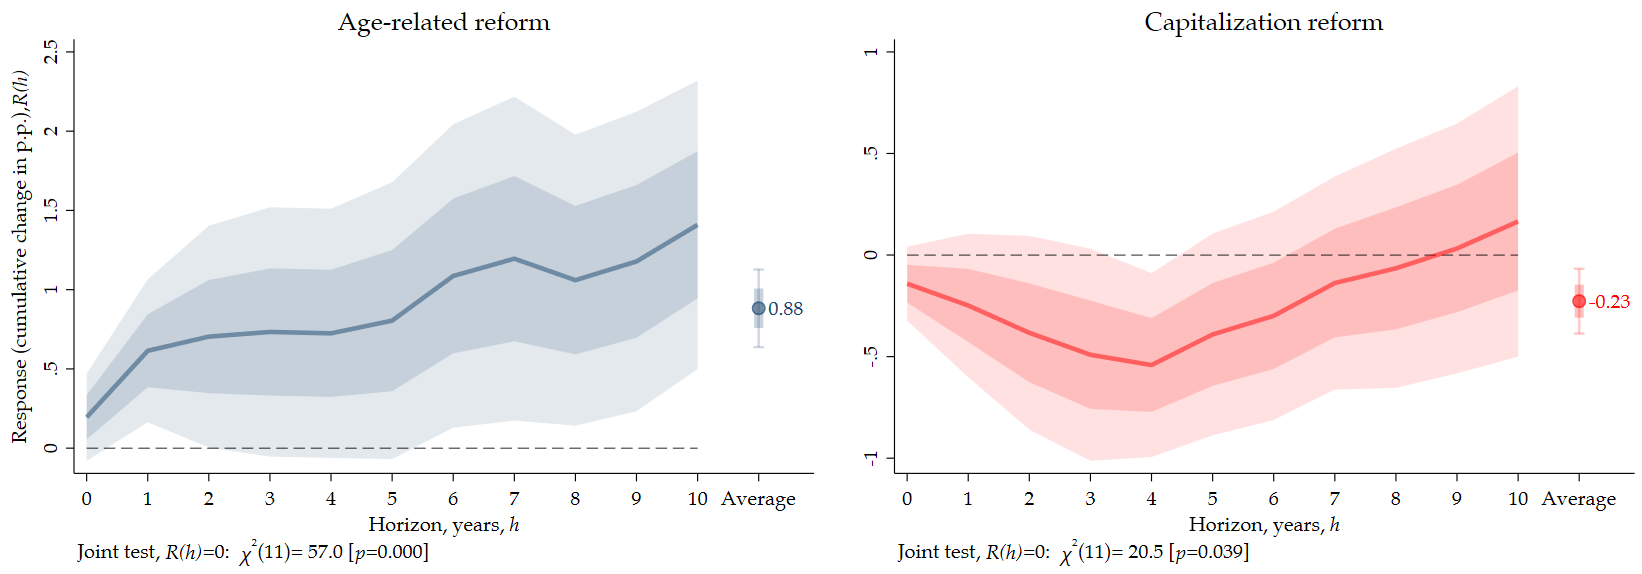 Age-related reform
Response (cumulative change in p.p.),R(h)
2.5
2
1.5
1
.5
0
0 1 2 3 4 5 6 7 8 9 10 Average
0.88
Horizon, years, h
Joint test, R(h)=0: χ²(11)= 57.0 [p=0.000]
Capitalization reform
1
.5
0
-.5
-1
0 1 2 3 4 5 6 7 8 9 10 Average
-0.23
Horizon, years, h
Joint test, R(h)=0: χ²(11)= 20.5 [p=0.039]